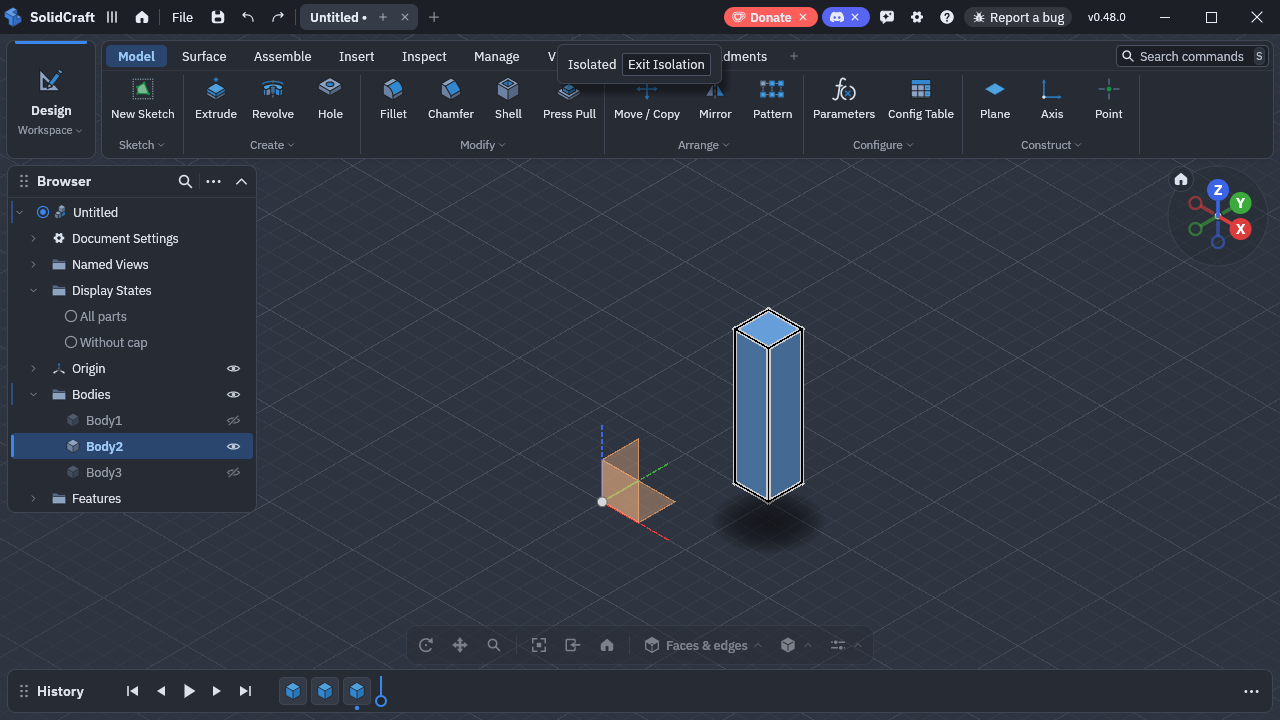 SolidCraft
File
Untitled •
Donate
Report a bug
v0.48.0
Design
Workspace
Model
Surface
Assemble
Insert
Inspect
Manage
Isolated
Exit Isolation
Search commands
S
New Sketch
Extrude
Revolve
Hole
Fillet
Chamfer
Shell
Press Pull
Move / Copy
Mirror
Pattern
Parameters
Config Table
Plane
Axis
Point
Sketch
Create
Modify
Arrange
Configure
Construct
Browser
Untitled
Document Settings
Named Views
Display States
All parts
Without cap
Origin
Bodies
Body1
Body2
Body3
Features
Z
Y
X
Faces & edges
History